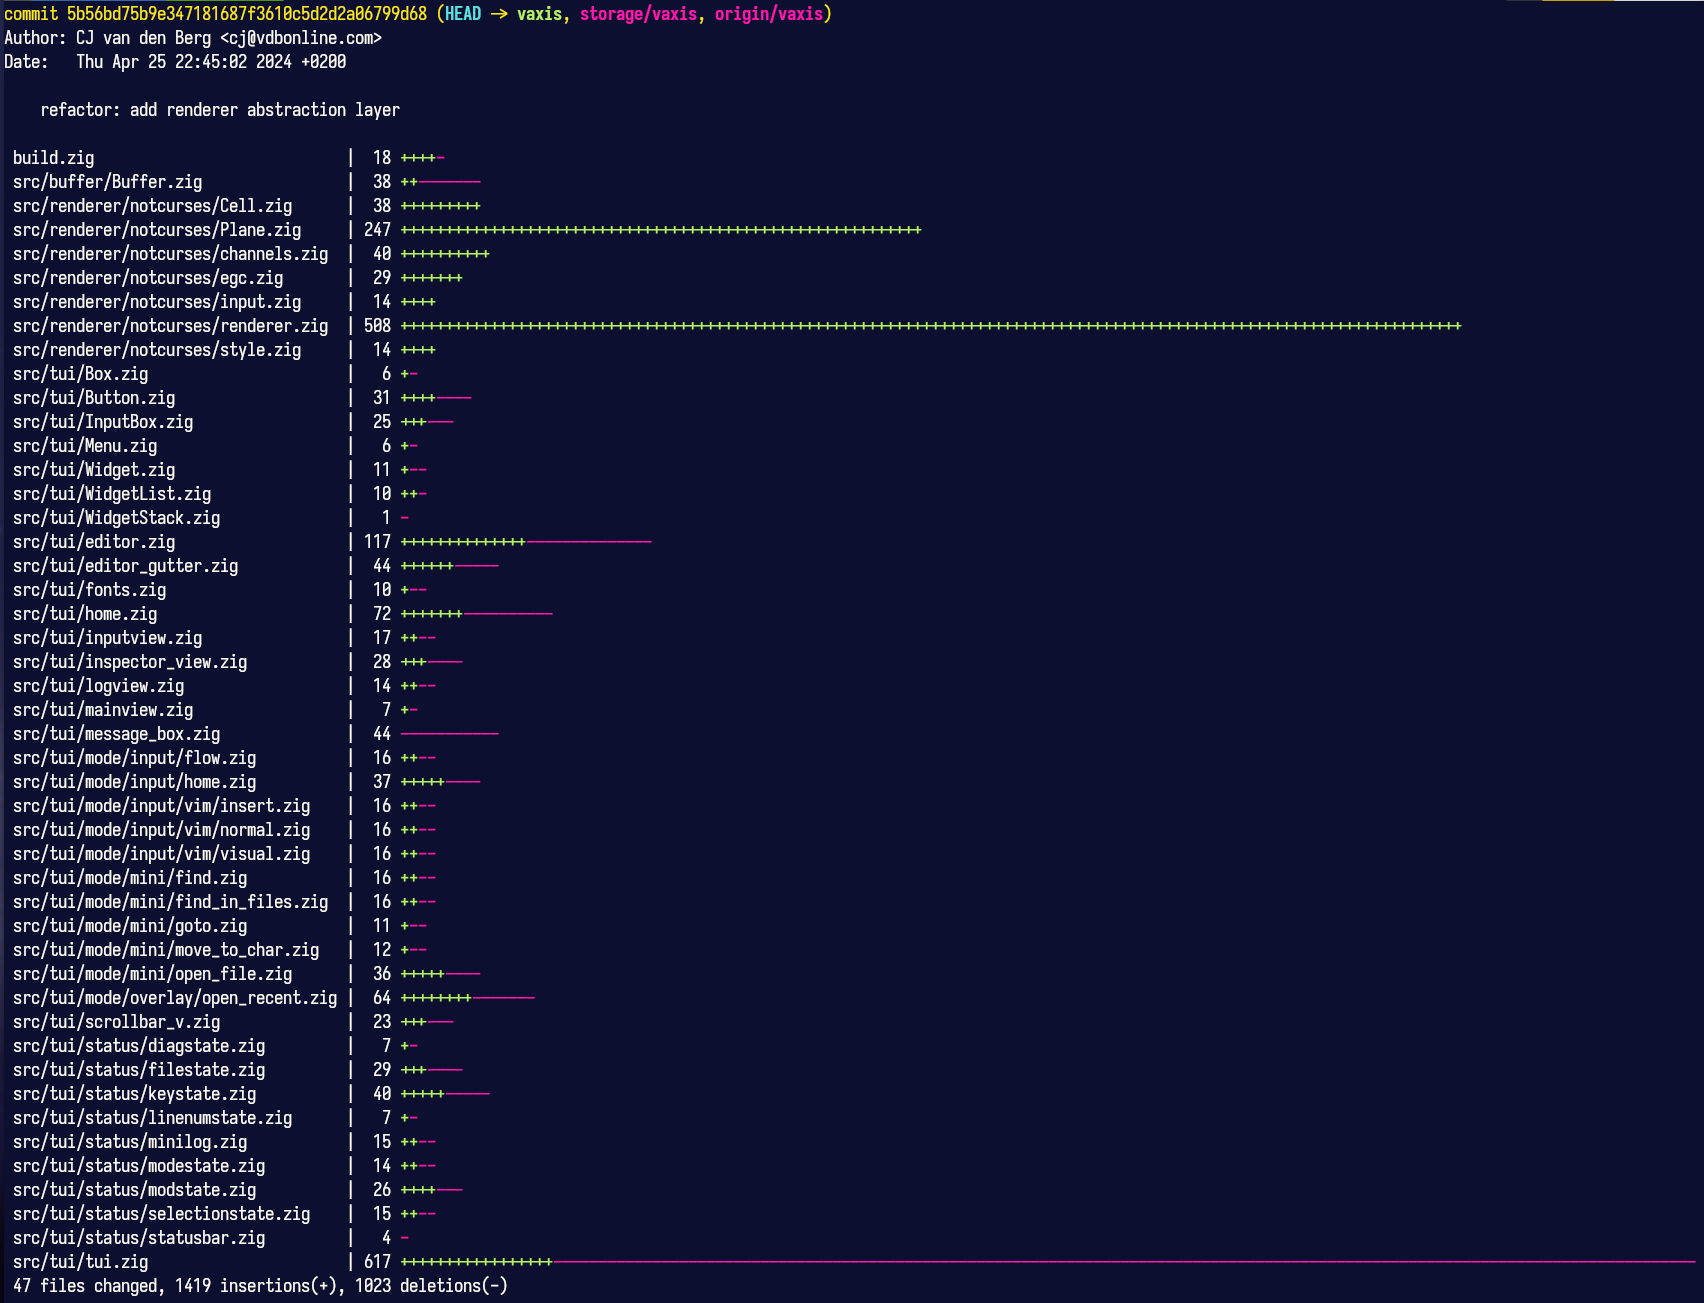 commit 5b56bd75b9e347181687f3610c5d2d2a06799d68 (HEAD -> vaxis, storage/vaxis, origin/vaxis)
Author: CJ van den Berg <cj@vdbonline.com>
Date:   Thu Apr 25 22:45:02 2024 +0200
refactor: add renderer abstraction layer
build.zig | 18 ++++-
src/buffer/Buffer.zig | 38 ++-------
src/renderer/notcurses/Cell.zig | 38 +++++++++
src/renderer/notcurses/Plane.zig | 247 ++++++++++++++++++++++++++++++++++++++++++++++++++++++++++
src/renderer/notcurses/channels.zig | 40 ++++++++++
src/renderer/notcurses/egc.zig | 29 +++++++
src/renderer/notcurses/input.zig | 14 ++++
src/renderer/notcurses/renderer.zig | 508 ++++++++++++++++++++++++++++++++++++++++++++++++++++++++++++++++++++++++++++++++++++++++++++++++++++++++++++++++++++++
src/renderer/notcurses/style.zig | 14 ++++
src/tui/Box.zig | 6 +-
src/tui/Button.zig | 31 ++++----
src/tui/InputBox.zig | 25 +++---
src/tui/Menu.zig | 6 +-
src/tui/Widget.zig | 11 +--
src/tui/WidgetList.zig | 10 ++-
src/tui/WidgetStack.zig | 1 -
src/tui/editor.zig | 117 ++++++++++++++--------------
src/tui/editor_gutter.zig | 44 ++++++-----
src/tui/fonts.zig | 10 +--
src/tui/home.zig | 72 +++++++----------
src/tui/inputview.zig | 17 ++--
src/tui/inspector_view.zig | 28 +++----
src/tui/logview.zig | 14 ++--
src/tui/mainview.zig | 7 +-
src/tui/message_box.zig | 44 -----------
src/tui/mode/input/flow.zig | 16 ++--
src/tui/mode/input/home.zig | 37 +++++----
src/tui/mode/input/vim/insert.zig | 16 ++--
src/tui/mode/input/vim/normal.zig | 16 ++--
src/tui/mode/input/vim/visual.zig | 16 ++--
src/tui/mode/mini/find.zig | 16 ++--
src/tui/mode/mini/find_in_files.zig | 16 ++--
src/tui/mode/mini/goto.zig | 11 +--
src/tui/mode/mini/move_to_char.zig | 12 +--
src/tui/mode/mini/open_file.zig | 36 +++++----
src/tui/mode/overlay/open_recent.zig | 64 ++++++++-------
src/tui/scrollbar_v.zig | 23 +++---
src/tui/status/diagstate.zig | 7 +-
src/tui/status/filestate.zig | 29 +++----
src/tui/status/keystate.zig | 40 +++++-----
src/tui/status/linenumstate.zig | 7 +-
src/tui/status/minilog.zig | 15 ++--
src/tui/status/modestate.zig | 14 ++--
src/tui/status/modstate.zig | 26 ++++---
src/tui/status/selectionstate.zig | 15 ++--
src/tui/status/statusbar.zig | 4 -
src/tui/tui.zig | 617 +++++++++++++++++-------------------------------------------------------------------------------------------------------------------------------
47 files changed, 1419 insertions(+), 1023 deletions(-)